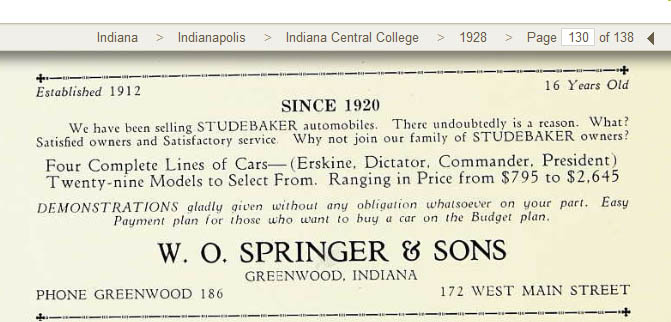 Indiana > Indianapolis > Indiana Central College > 1928 > Page 130 of 138
Established 1912 16 Years Old
SINCE 1920
We have been selling STUDEBAKER automobiles. There undoubtedly is a reason. What?
Satisfied owners and Satisfactory service. Why not join our family of STUDEBAKER owners?
Four Complete Lines of Cars—(Erskine, Dictator, Commander, President)
Twenty-nine Models to Select From. Ranging in Price from $795 to $2,645
DEMONSTRATIONS gladly given without any obligation whatsoever on your part. Easy
Payment plan for those who want to buy a car on the Budget plan.
W. O. SPRINGER & SONS
GREENWOOD, INDIANA
PHONE GREENWOOD 186 172 WEST MAIN STREET